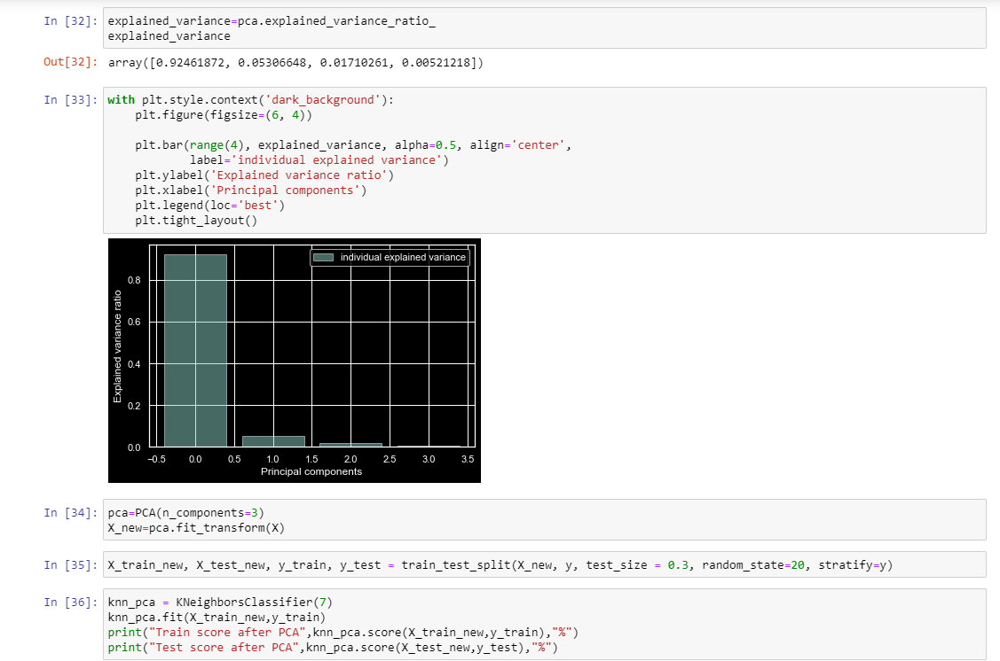 In [32]: explained_variance=pca.explained_variance_ratio_
explained_variance
Out[32]: array([0.92461872, 0.05306648, 0.01710261, 0.00521218])
In [33]: with plt.style.context('dark_background'):
    plt.figure(figsize=(6, 4))
    plt.bar(range(4), explained_variance, alpha=0.5, align='center',
            label='individual explained variance')
    plt.ylabel('Explained variance ratio')
    plt.xlabel('Principal components')
    plt.legend(loc='best')
    plt.tight_layout()
individual explained variance
Explained variance ratio
0.8
0.6
0.4
0.2
0.0
−0.5 0.0 0.5 1.0 1.5 2.0 2.5 3.0 3.5
Principal components
In [34]: pca=PCA(n_components=3)
X_new=pca.fit_transform(X)
In [35]: X_train_new, X_test_new, y_train, y_test = train_test_split(X_new, y, test_size = 0.3, random_state=20, stratify=y)
In [36]: knn_pca = KNeighborsClassifier(7)
knn_pca.fit(X_train_new,y_train)
print("Train score after PCA",knn_pca.score(X_train_new,y_train),"%")
print("Test score after PCA",knn_pca.score(X_test_new,y_test),"%")